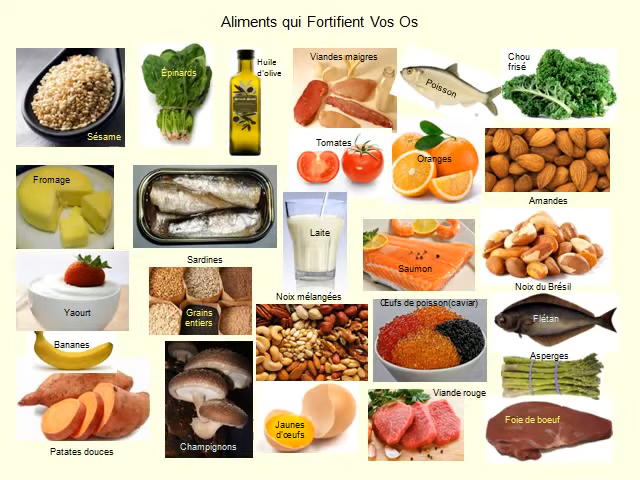 Aliments qui Fortifient Vos Os
Sésame
Épinards
Huile
d'olive
Viandes maigres
Poisson
Chou
frisé
Fromage
Sardines
Tomates
Oranges
Amandes
Laite
Saumon
Noix du Brésil
Yaourt
Grains
entiers
Noix mélangées
Œufs de poisson(caviar)
Flétan
Bananes
Asperges
Patates douces
Champignons
Jaunes
d'œufs
Viande rouge
Foie de boeuf